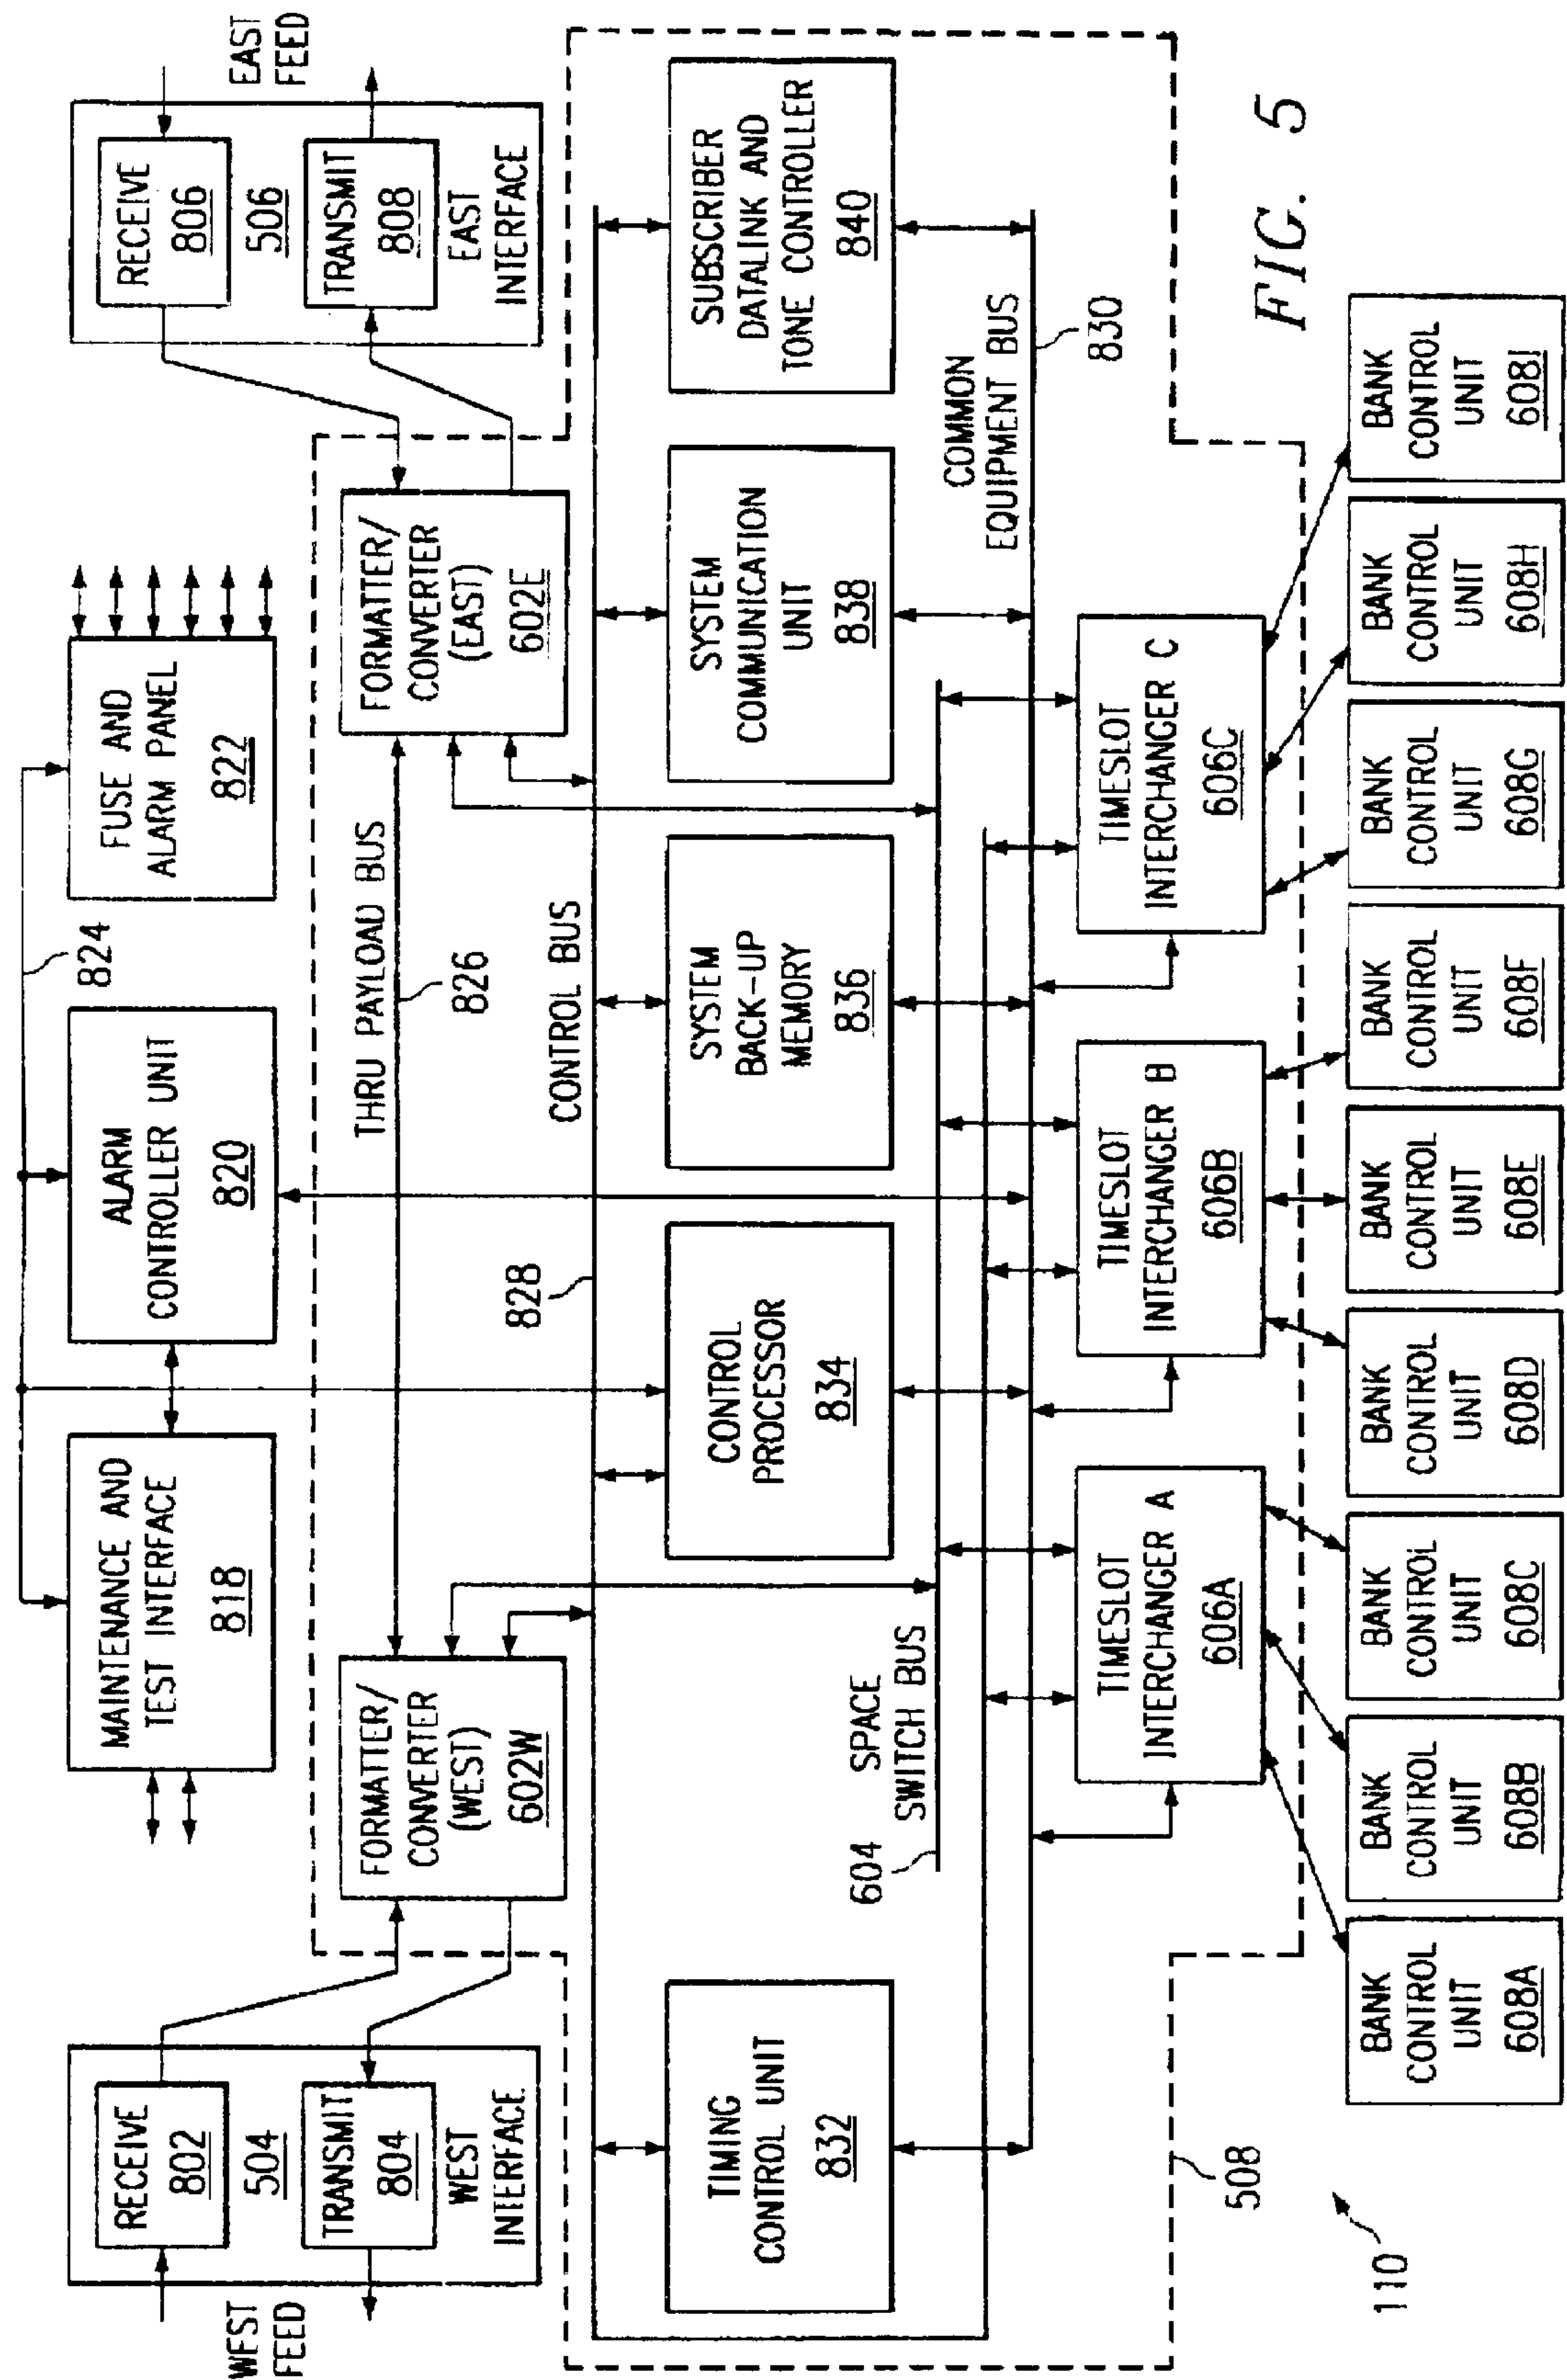 WEST
FEED
RECEIVE
802
504
TRANSMIT
804
WEST
INTERFACE
MAINTENANCE AND
TEST INTERFACE
818
ALARM
CONTROLLER UNIT
820
824
FUSE AND
ALARM PANEL
822
EAST
FEED
RECEIVE
806
506
TRANSMIT
808
EAST
INTERFACE
FORMATTER/
CONVERTER
(WEST)
602W
THRU PAYLOAD BUS
826
FORMATTER/
CONVERTER
(EAST)
602E
828
CONTROL BUS
TIMING
CONTROL UNIT
832
CONTROL
PROCESSOR
834
SYSTEM
BACK-UP
MEMORY
836
SYSTEM
COMMUNICATION
UNIT
838
SUBSCRIBER
DATALINK AND
TONE CONTROLLER
840
604
SPACE
SWITCH BUS
COMMON
EQUIPMENT BUS
830
TIMESLOT
INTERCHANGER A
606A
TIMESLOT
INTERCHANGER B
606B
TIMESLOT
INTERCHANGER C
606C
508
110
BANK
CONTROL
UNIT
608A
BANK
CONTROL
UNIT
608B
BANK
CONTROL
UNIT
608C
BANK
CONTROL
UNIT
608D
BANK
CONTROL
UNIT
608E
BANK
CONTROL
UNIT
608F
BANK
CONTROL
UNIT
608G
BANK
CONTROL
UNIT
608H
BANK
CONTROL
UNIT
608I
FIG. 5